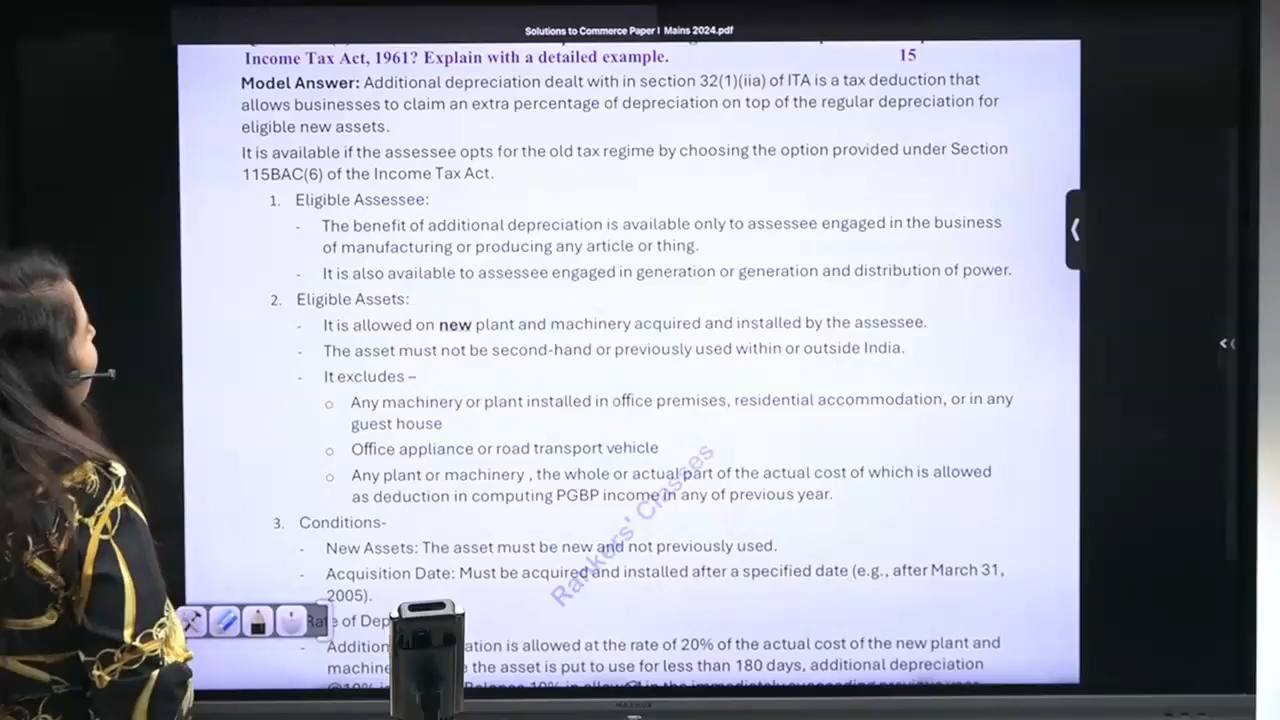 Solutions to Commerce Paper I Mains 2024.pdf
Income Tax Act, 1961? Explain with a detailed example. 15
Model Answer: Additional depreciation dealt with in section 32(1)(iia) of ITA is a tax deduction that
allows businesses to claim an extra percentage of depreciation on top of the regular depreciation for
eligible new assets.
It is available if the assessee opts for the old tax regime by choosing the option provided under Section
115BAC(6) of the Income Tax Act.
1. Eligible Assessee:
- The benefit of additional depreciation is available only to assessee engaged in the business
of manufacturing or producing any article or thing.
- It is also available to assessee engaged in generation or generation and distribution of power.
2. Eligible Assets:
- It is allowed on new plant and machinery acquired and installed by the assessee.
- The asset must not be second-hand or previously used within or outside India.
- It excludes –
o Any machinery or plant installed in office premises, residential accommodation, or in any
guest house
o Office appliance or road transport vehicle
o Any plant or machinery , the whole or actual part of the actual cost of which is allowed
as deduction in computing PGBP income in any of previous year.
Rankers' Classes
3. Conditions-
- New Assets: The asset must be new and not previously used.
- Acquisition Date: Must be acquired and installed after a specified date (e.g., after March 31,
2005).
of Dep
- Addition ation is allowed at the rate of 20% of the actual cost of the new plant and
machine the asset is put to use for less than 180 days, additional depreciation